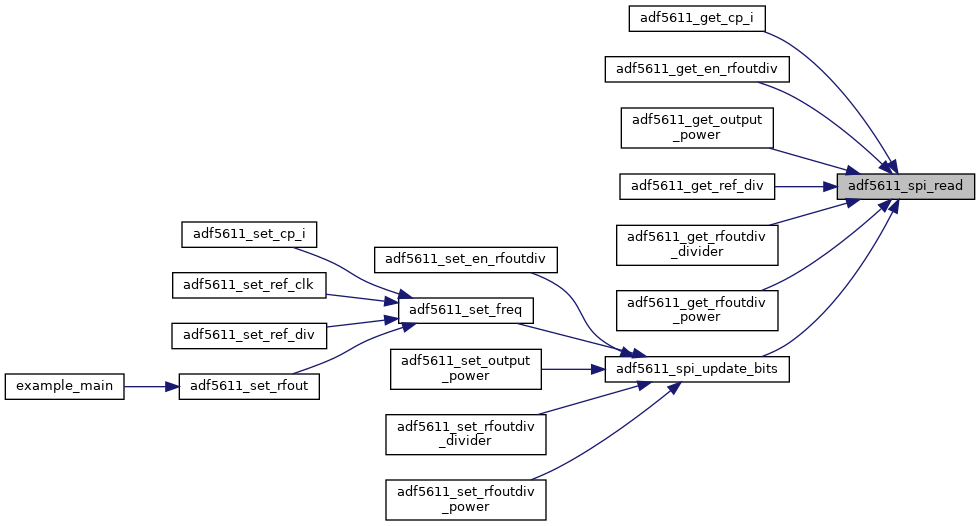 adf5611_get_cp_i
adf5611_get_en_rfoutdiv
adf5611_get_output
_power
adf5611_spi_read
adf5611_get_ref_div
adf5611_get_rfoutdiv
_divider
adf5611_set_cp_i
adf5611_set_en_rfoutdiv
adf5611_set_ref_clk
adf5611_get_rfoutdiv
_power
adf5611_set_freq
adf5611_set_ref_div
adf5611_set_output
_power
adf5611_spi_update_bits
example_main
adf5611_set_rfout
adf5611_set_rfoutdiv
_divider
adf5611_set_rfoutdiv
_power